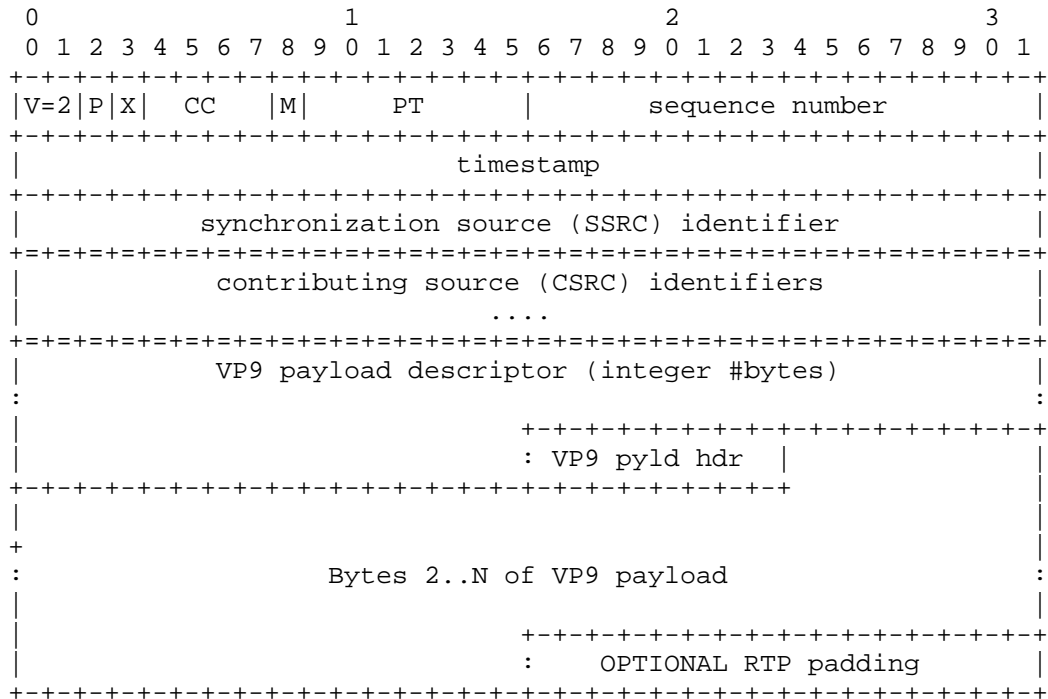 0                   1                   2                   3
 0 1 2 3 4 5 6 7 8 9 0 1 2 3 4 5 6 7 8 9 0 1 2 3 4 5 6 7 8 9 0 1
+-+-+-+-+-+-+-+-+-+-+-+-+-+-+-+-+-+-+-+-+-+-+-+-+-+-+-+-+-+-+-+-+
|V=2|P|X|  CC   |M|     PT      |       sequence number         |
+-+-+-+-+-+-+-+-+-+-+-+-+-+-+-+-+-+-+-+-+-+-+-+-+-+-+-+-+-+-+-+-+
|                           timestamp                           |
+-+-+-+-+-+-+-+-+-+-+-+-+-+-+-+-+-+-+-+-+-+-+-+-+-+-+-+-+-+-+-+-+
|           synchronization source (SSRC) identifier            |
+=+=+=+=+=+=+=+=+=+=+=+=+=+=+=+=+=+=+=+=+=+=+=+=+=+=+=+=+=+=+=+=+
|            contributing source (CSRC) identifiers             |
|                             ....                              |
+=+=+=+=+=+=+=+=+=+=+=+=+=+=+=+=+=+=+=+=+=+=+=+=+=+=+=+=+=+=+=+=+
|            VP9 payload descriptor (integer #bytes)            |
:                                                               :
|                               +-+-+-+-+-+-+-+-+-+-+-+-+-+-+-+-+
|                               : VP9 pyld hdr  |               |
+-+-+-+-+-+-+-+-+-+-+-+-+-+-+-+-+-+-+-+-+-+-+-+-+               |
|                                                               |
+                                                               |
:                   Bytes 2..N of VP9 payload                   :
|                                                               |
|                               +-+-+-+-+-+-+-+-+-+-+-+-+-+-+-+-+
|                               :    OPTIONAL RTP padding       |
+-+-+-+-+-+-+-+-+-+-+-+-+-+-+-+-+-+-+-+-+-+-+-+-+-+-+-+-+-+-+-+-+